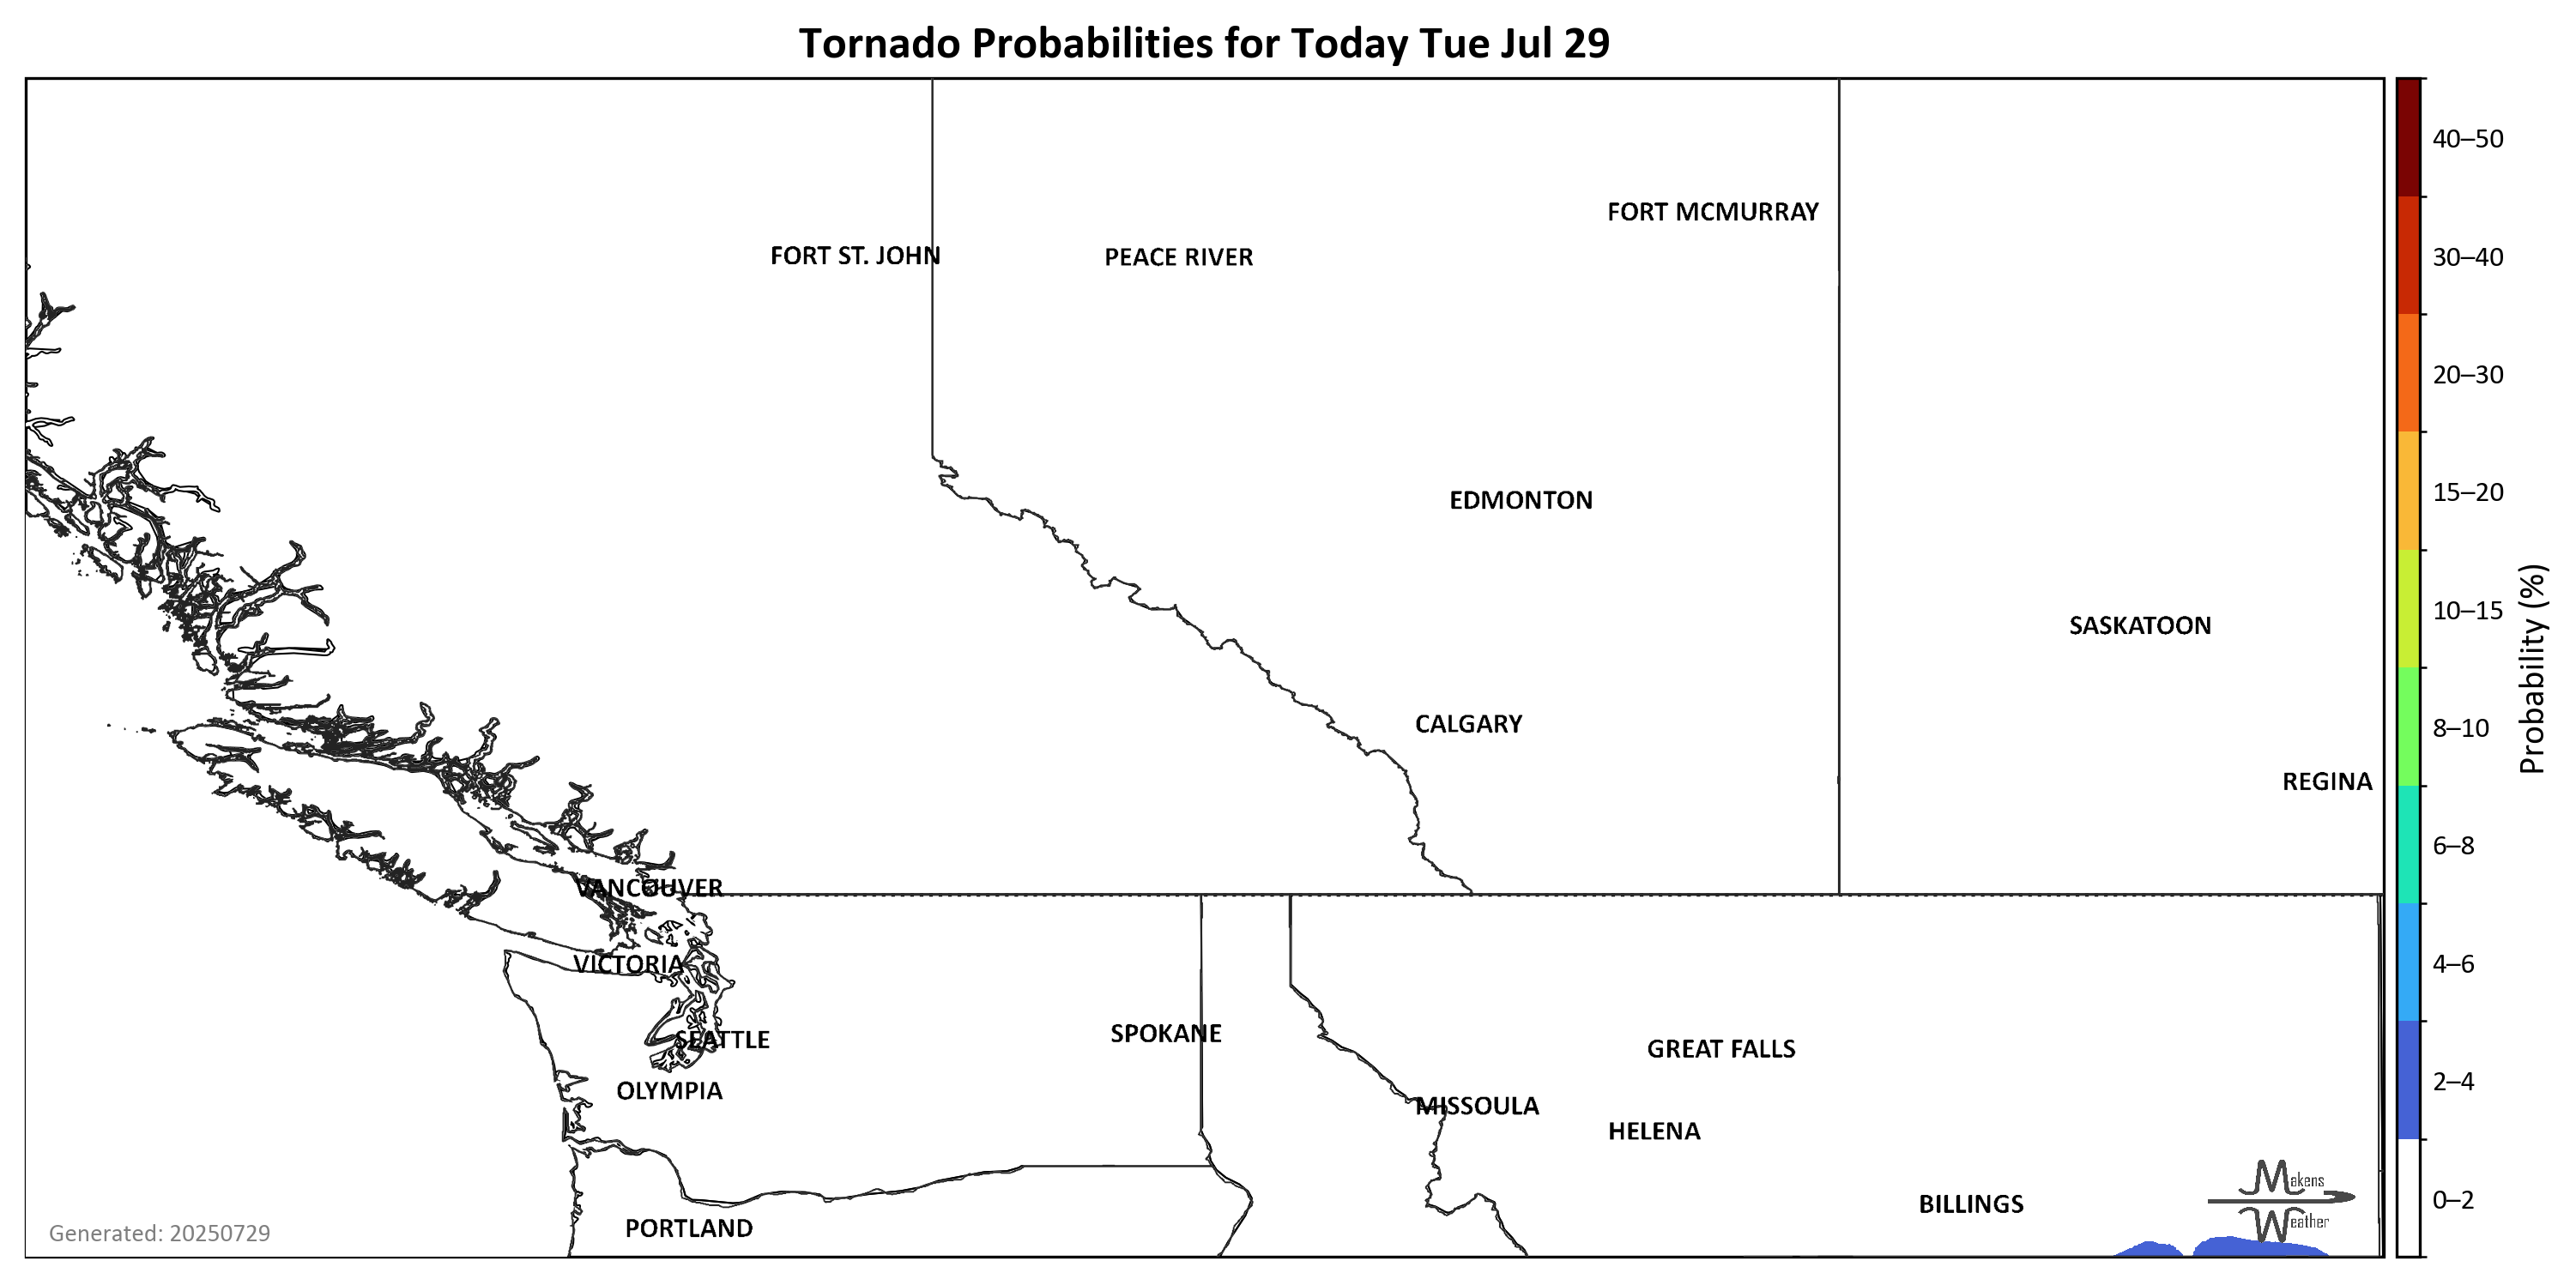 Tornado Probabilities for Today Tue Jul 29
40–50
FORT MCMURRAY
FORT ST. JOHN
PEACE RIVER
30–40
20–30
EDMONTON
15–20
10–15
SASKATOON
Probability (%)
CALGARY
8–10
REGINA
6–8
VANCOUVER
VICTORIA
4–6
SEATTLE
SPOKANE
GREAT FALLS
OLYMPIA
2–4
MISSOULA
HELENA
Makens
Weather
BILLINGS
0–2
PORTLAND
Generated: 20250729